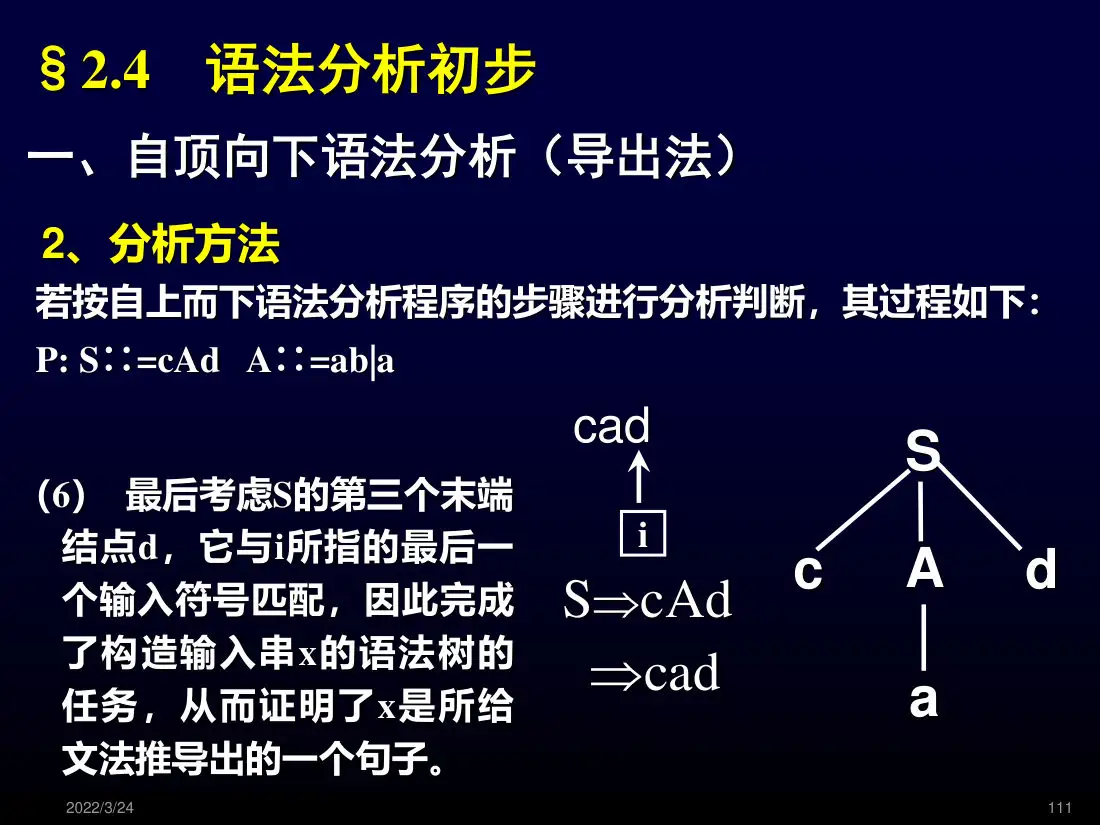 §2.4 语法分析初步
一、自顶向下语法分析（导出法）
2、分析方法
若按自上而下语法分析程序的步骤进行分析判断，其过程如下：
P: S∷=cAd A∷=ab|a
cad
i
S⇒cAd
⇒cad
（6） 最后考虑S的第三个末端
结点d，它与i所指的最后一
个输入符号匹配，因此完成
了构造输入串x的语法树的
任务，从而证明了x是所给
文法推导出的一个句子。
S
c A d
a
2022/3/24
111